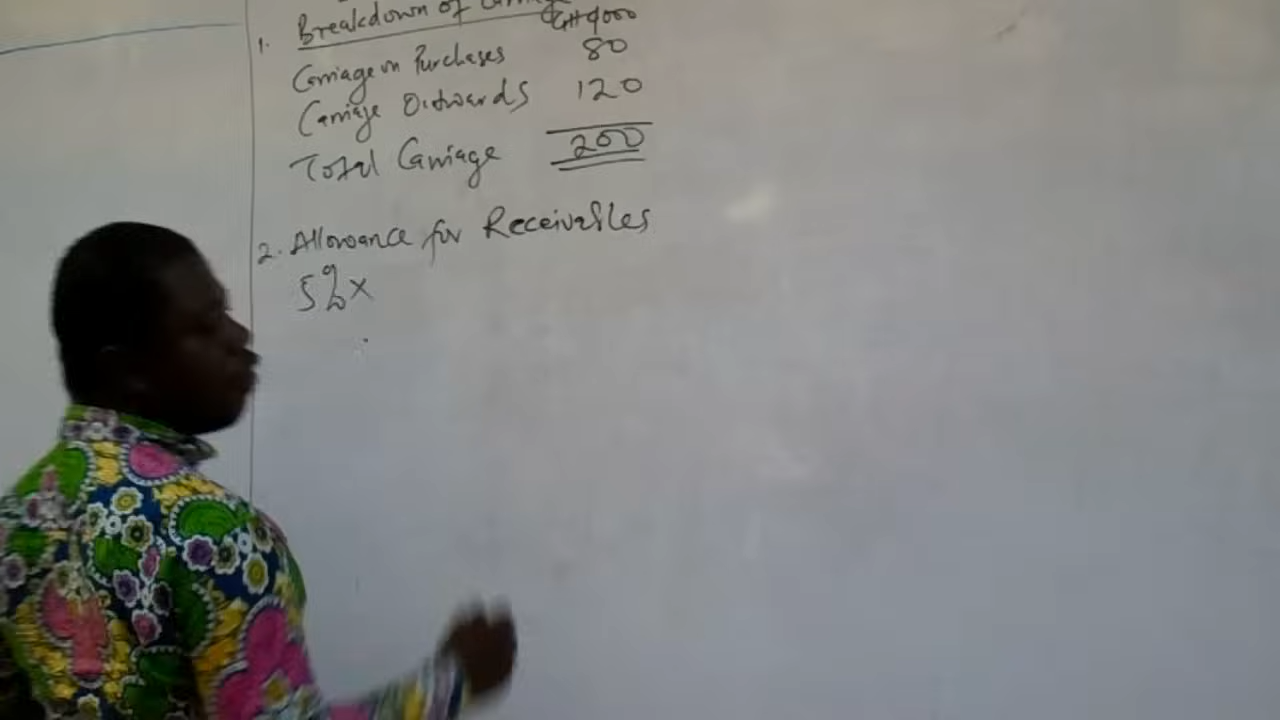 1. Breakdown of Carriage
GH¢'000
Carriage on Purchases 80
Carriage Outwards 120
Total Carriage 200
2. Allowance for Receivables
5% x